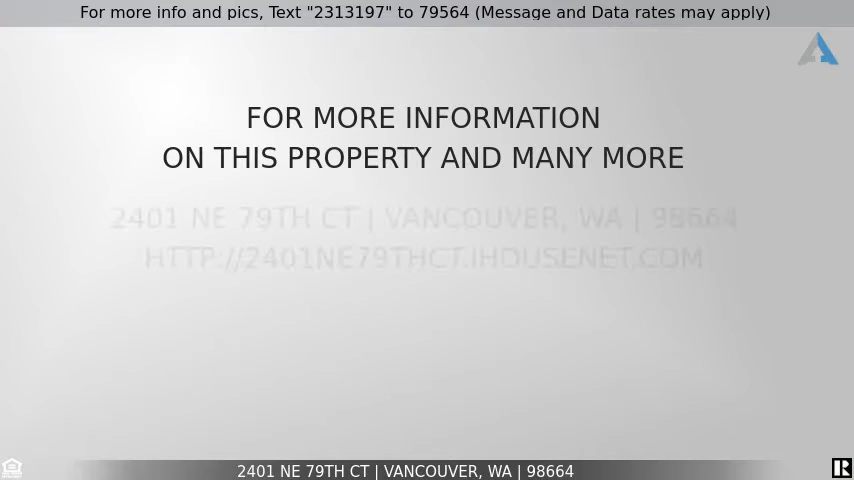 For more info and pics, Text "2313197" to 79564 (Message and Data rates may apply)
FOR MORE INFORMATION
ON THIS PROPERTY AND MANY MORE
2401 NE 79TH CT | VANCOUVER, WA | 98664
HTTP://2401NE79THCT.IHOUSENET.COM
2401 NE 79TH CT | VANCOUVER, WA | 98664